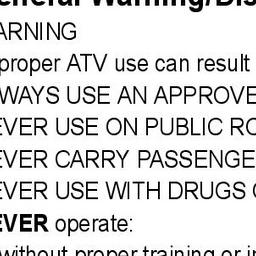 eneral Warning/Dis
ARNING
proper ATV use can result
WAYS USE AN APPROVE
EVER USE ON PUBLIC RO
EVER CARRY PASSENGE
EVER USE WITH DRUGS
EVER operate:
without proper training or in